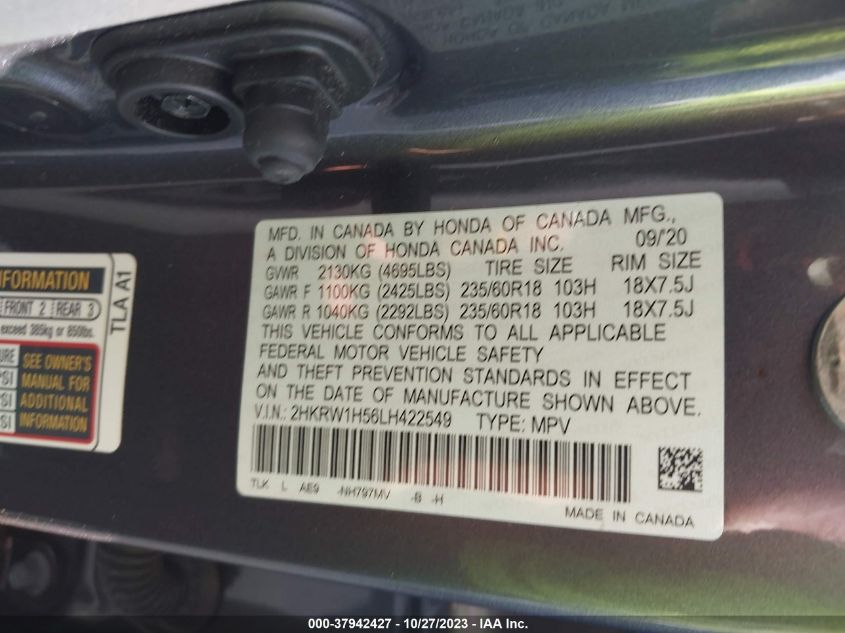 MFD. IN CANADA BY HONDA OF CANADA MFG.,
A DIVISION OF HONDA CANADA INC. 09/'20
GVWR 2130KG (4695LBS) TIRE SIZE RIM SIZE
GAWR F 1100KG (2425LBS) 235/60R18 103H 18X7.5J
GAWR R 1040KG (2292LBS) 235/60R18 103H 18X7.5J
THIS VEHICLE CONFORMS TO ALL APPLICABLE
FEDERAL MOTOR VEHICLE SAFETY
AND THEFT PREVENTION STANDARDS IN EFFECT
ON THE DATE OF MANUFACTURE SHOWN ABOVE.
V.I.N.: 2HKRW1H56LH422549 TYPE: MPV
TLK L AE9 -NH797MV -B -H
MADE IN CANADA
INFORMATION
FRONT 2 REAR 3
exceed 385kg or 850lbs.
SEE OWNER'S
MANUAL FOR
ADDITIONAL
INFORMATION
TLA A1
000-37942427 - 10/27/2023 - IAA Inc.